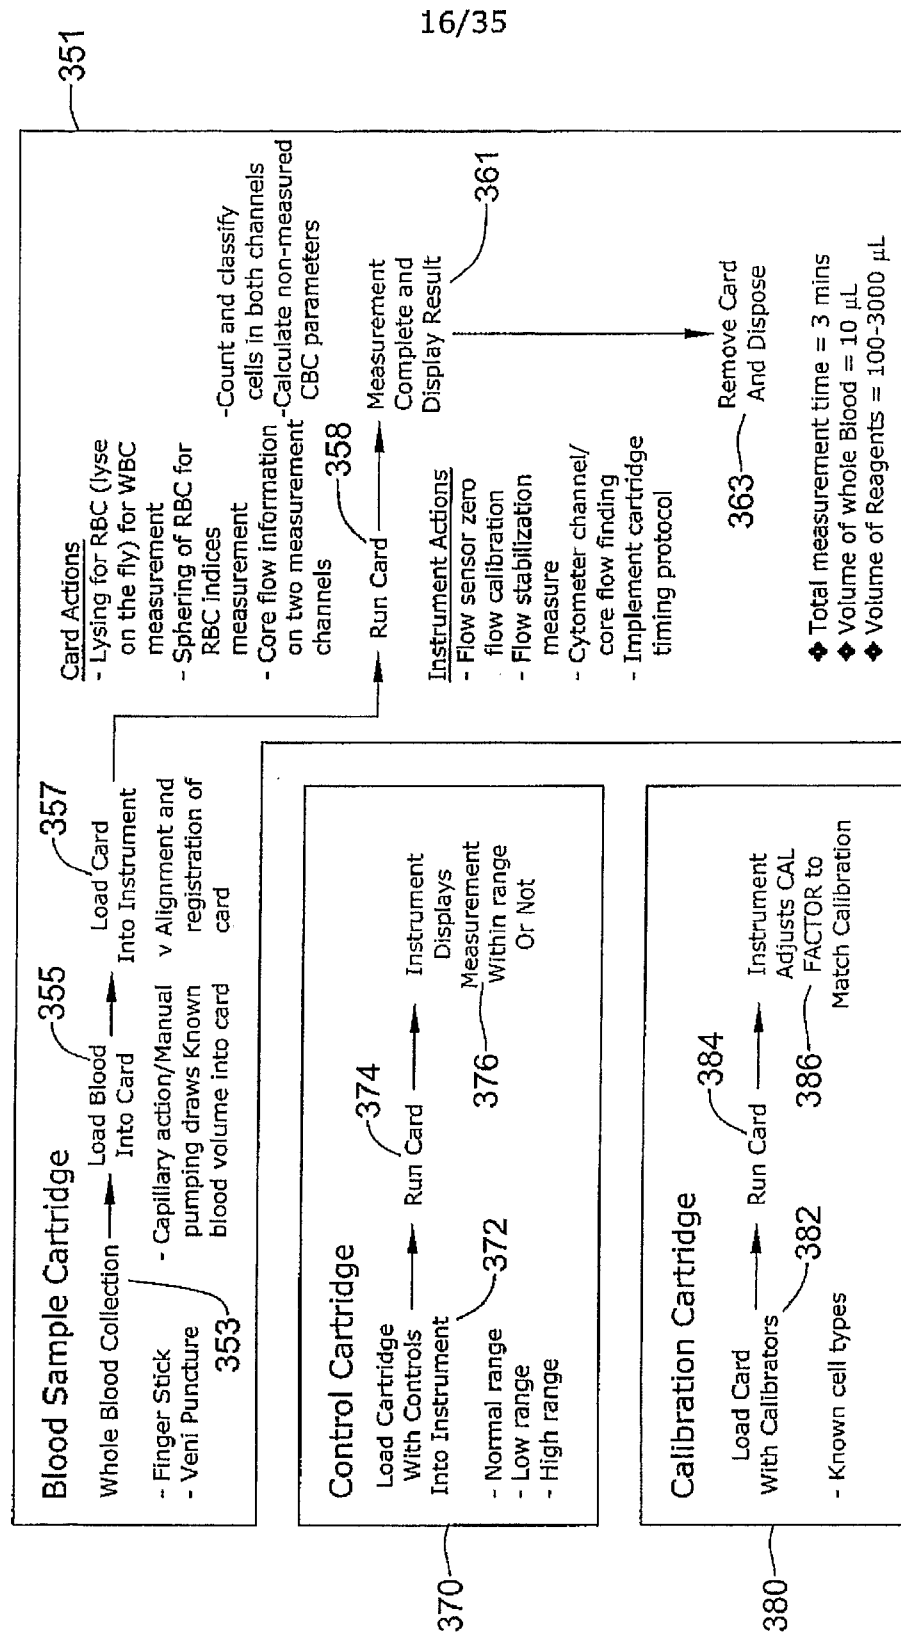 16/35
351
Blood Sample Cartridge
Whole Blood Collection
353
- Finger Stick
- Veni Puncture
355
Load Blood
Into Card
- Capillary action/Manual
pumping draws Known
blood volume into card
357
Load Card
Into Instrument
v Alignment and
registration of
card
Card Actions
- Lysing for RBC (lyse
on the fly) for WBC
measurement
- Sphering of RBC for
RBC indices
measurement
- Core flow information
on two measurement
channels
-Count and classify
cells in both channels
-Calculate non-measured
CBC parameters
358
Run Card
Instrument Actions
- Flow sensor zero
flow calibration
- Flow stabilization
measure
- Cytometer channel/
core flow finding
- Implement cartridge
timing protocol
Measurement
Complete and
Display Result
361
Remove Card
And Dispose
363
❖ Total measurement time = 3 mins
❖ Volume of whole Blood = 10 µL
❖ Volume of Reagents = 100-3000 µL
370
Control Cartridge
Load Cartridge
With Controls
Into Instrument
372
- Normal range
- Low range
- High range
374
Run Card
Instrument
Displays
Measurement
Within range
Or Not
376
380
Calibration Cartridge
Load Card
With Calibrators
382
- Known cell types
384
Run Card
Instrument
Adjusts CAL
FACTOR to
Match Calibration
386